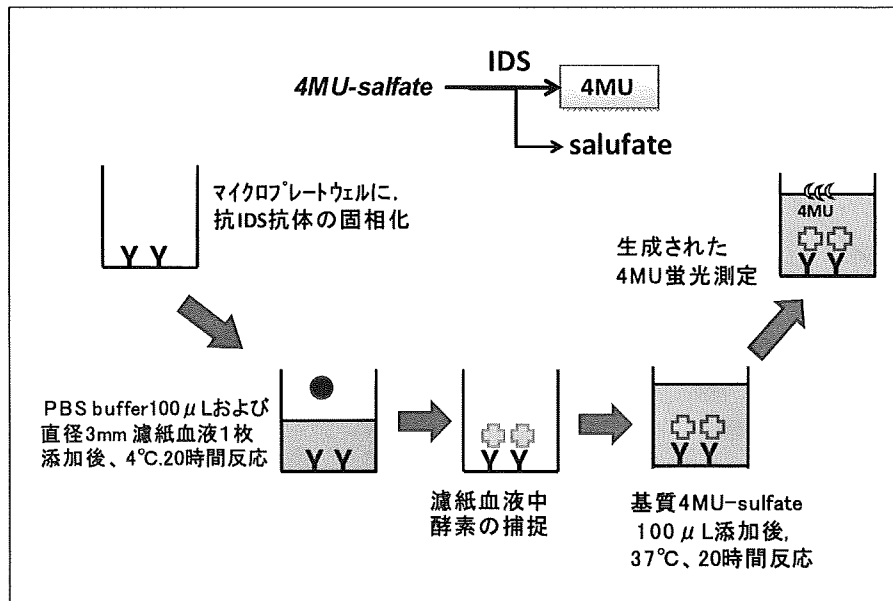 IDS
4MU-salfate
4MU
salufate
マイクロプレートウェルに,
抗IDS抗体の固相化
Y Y
PBS buffer100μLおよび
直径3mm 濾紙血液1枚
添加後、4℃.20時間反応
Y Y
Y Y
濾紙血液中
酵素の捕捉
Y Y
基質4MU-sulfate
100μL添加後,
37℃、20時間反応
生成された
4MU蛍光測定
4MU
Y Y